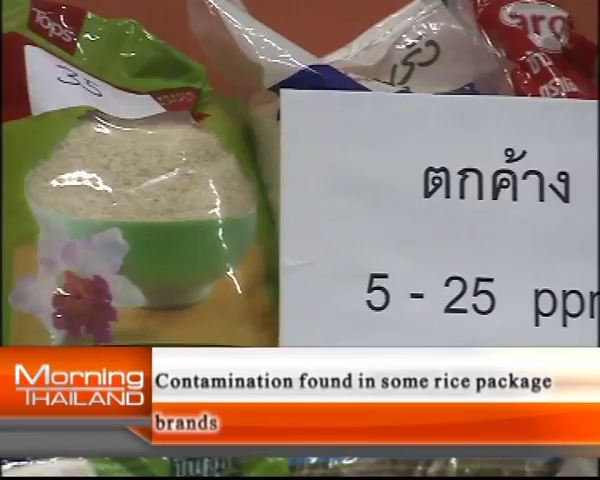 Tops
35
ตกค้าง
5 - 25 ppm
Morning
THAILAND
Contamination found in some rice package
brands